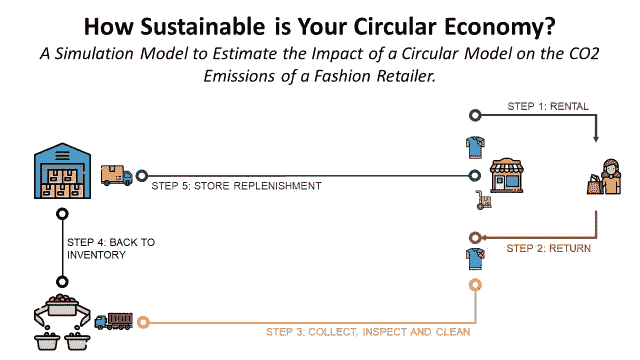 How Sustainable is Your Circular Economy?
A Simulation Model to Estimate the Impact of a Circular Model on the CO2
Emissions of a Fashion Retailer.
STEP 1: RENTAL
STEP 5: STORE REPLENISHMENT
STEP 2: RETURN
STEP 4: BACK TO
INVENTORY
STEP 3: COLLECT, INSPECT AND CLEAN